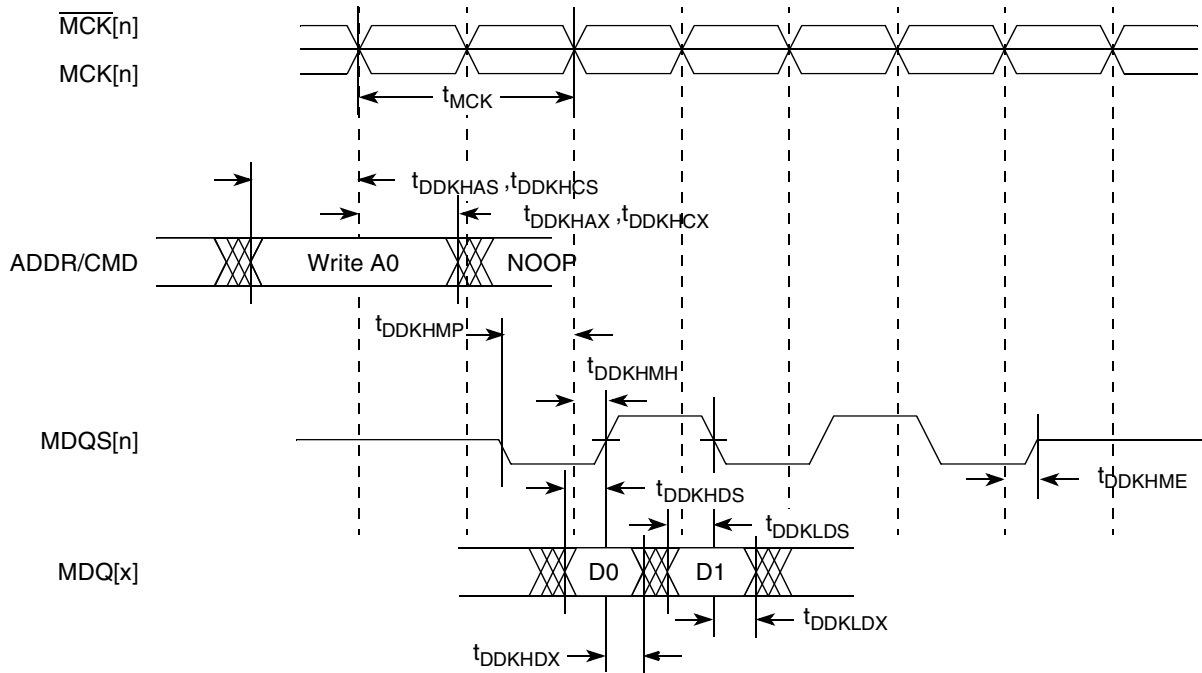 MCK[n]
MCK[n]
tMCK
tDDKHAS ,tDDKHCS
tDDKHAX ,tDDKHCX
ADDR/CMD
Write A0
NOOP
tDDKHMP
tDDKHMH
MDQS[n]
tDDKHME
tDDKHDS
tDDKLDS
MDQ[x]
D0
D1
tDDKLDX
tDDKHDX